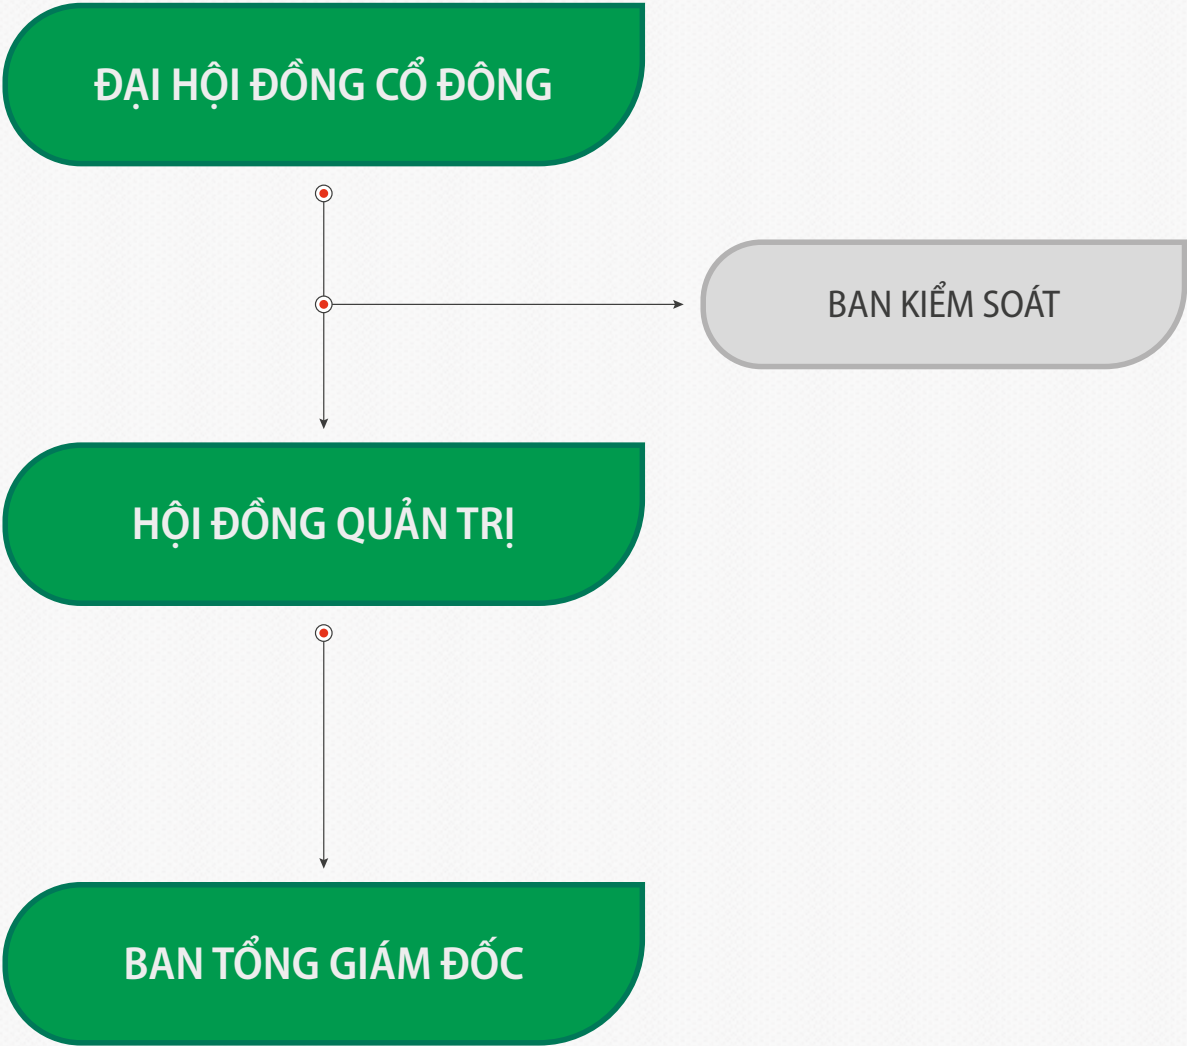 ĐẠI HỘI ĐỒNG CỔ ĐÔNG
BAN KIỂM SOÁT
HỘI ĐỒNG QUẢN TRỊ
BAN TỔNG GIÁM ĐỐC